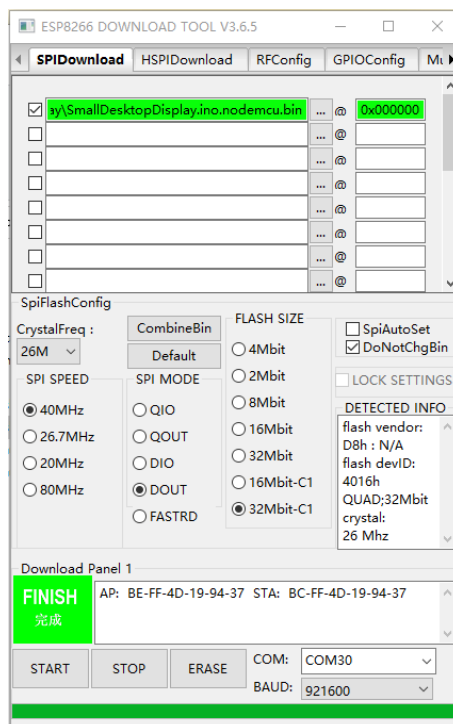 ESP8266 DOWNLOAD TOOL V3.6.5
SPIDownload HSPIDownload RFConfig GPIOConfig Mu
ay\SmallDesktopDisplay.ino.nodemcu.bin ... @ 0x000000
... @
... @
... @
... @
... @
... @
... @
SpiFlashConfig
CrystalFreq :
26M
CombineBin
Default
SPI SPEED
40MHz
26.7MHz
20MHz
80MHz
SPI MODE
QIO
QOUT
DIO
DOUT
FASTRD
FLASH SIZE
4Mbit
2Mbit
8Mbit
16Mbit
32Mbit
16Mbit-C1
32Mbit-C1
SpiAutoSet
DoNotChgBin
LOCK SETTINGS
DETECTED INFO
flash vendor:
D8h : N/A
flash devID:
4016h
QUAD;32Mbit
crystal:
26 Mhz
Download Panel 1
FINISH
完成
AP: BE-FF-4D-19-94-37 STA: BC-FF-4D-19-94-37
START STOP ERASE
COM: COM30
BAUD: 921600